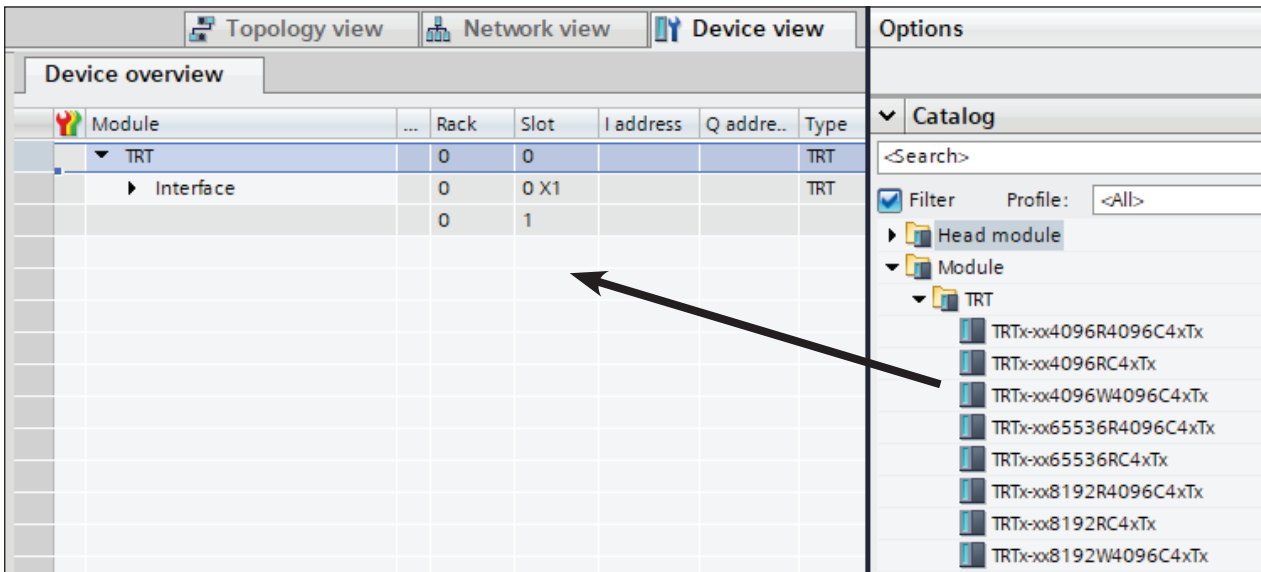 Topology view Network view Device view Options
Device overview
Module ... Rack Slot I address Q addre.. Type Catalog
TRT 0 0 TRT <Search>
Interface 0 0 X1 TRT Filter Profile: <All>
0 1 Head module
Module
TRT
TRTx-xx4096R4096C4xTx
TRTx-xx4096RC4xTx
TRTx-xx4096W4096C4xTx
TRTx-xx65536R4096C4xTx
TRTx-xx65536RC4xTx
TRTx-xx8192R4096C4xTx
TRTx-xx8192RC4xTx
TRTx-xx8192W4096C4xTx